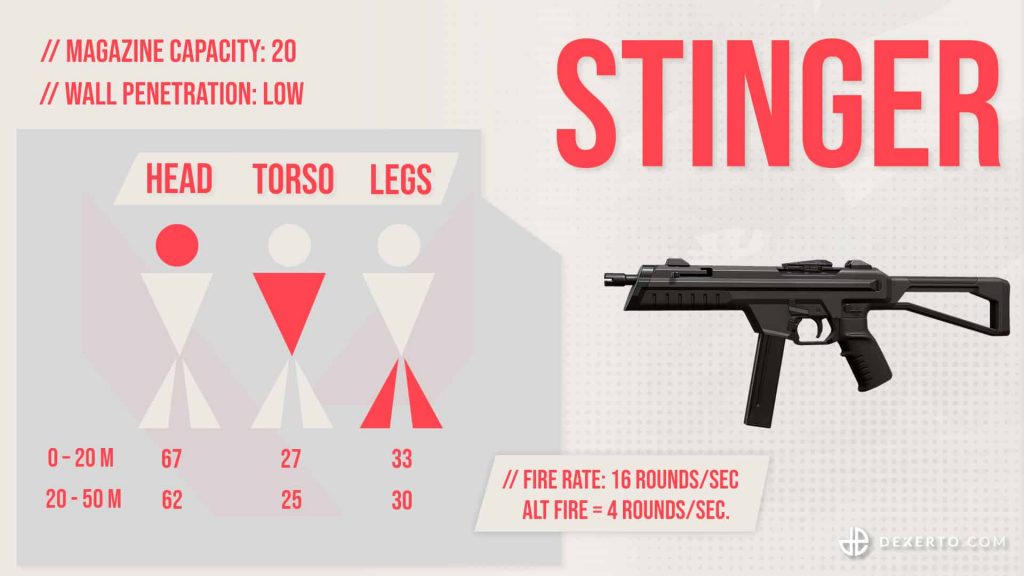 // MAGAZINE CAPACITY: 20
// WALL PENETRATION: LOW
STINGER
HEAD TORSO LEGS
0 – 20 M 67 27 33
20 - 50 M 62 25 30
// FIRE RATE: 16 ROUNDS/SEC
ALT FIRE = 4 ROUNDS/SEC.
DEXERTO.COM